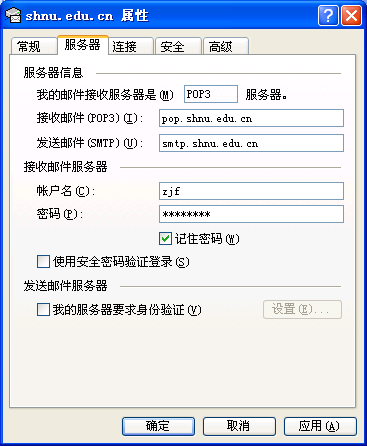 shnu.edu.cn 属性
常规 服务器 连接 安全 高级
服务器信息
我的邮件接收服务器是(M) POP3 服务器。
接收邮件(POP3)(I): pop.shnu.edu.cn
发送邮件(SMTP)(U): smtp.shnu.edu.cn
接收邮件服务器
帐户名(C): zjf
密码(P): ********
记住密码(W)
使用安全密码验证登录(S)
发送邮件服务器
我的服务器要求身份验证(V) 设置(E)...
确定 取消 应用(A)